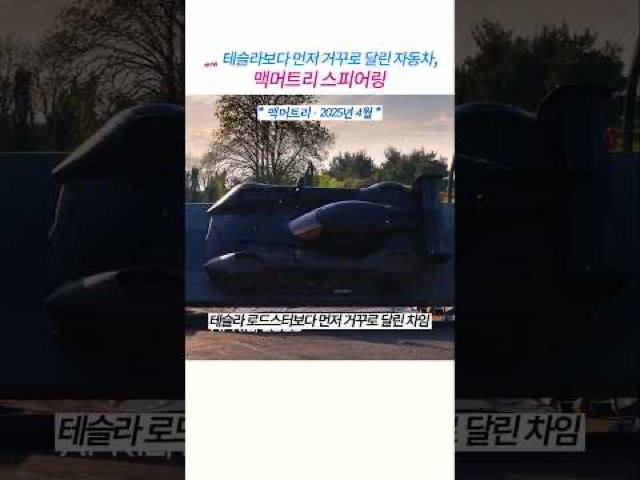 테슬라보다 먼저 거꾸로 달린 자동차,
맥머트리 스피어링
* 맥머트리 · 2025년 4월 *
테슬라 로드스터보다 먼저 거꾸로 달린 차임
테슬라 로드
달린 차임